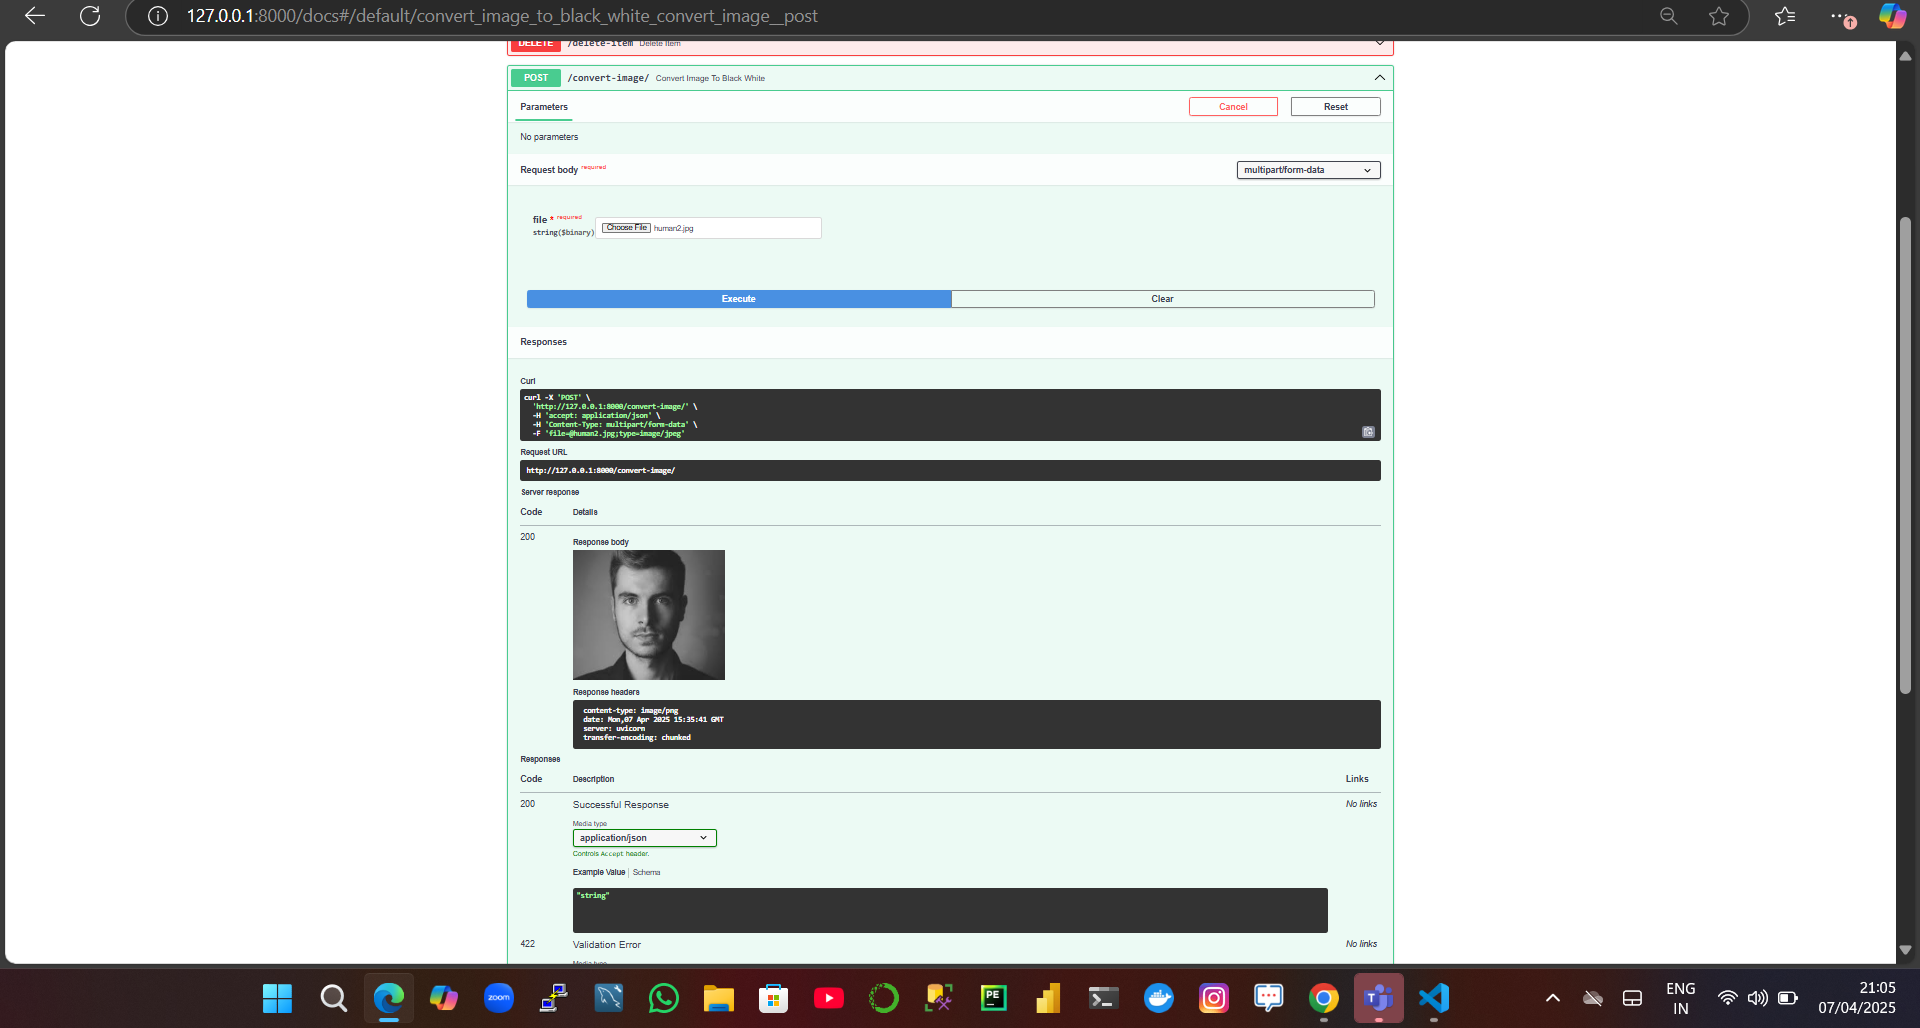 127.0.0.1:8000/docs#/default/convert_image_to_black_white_convert_image__post
DELETE /delete-item Delete Item
POST /convert-image/ Convert Image To Black White
Parameters
Cancel
Reset
No parameters
Request body required
multipart/form-data
file * required
string($binary)
Choose File human2.jpg
Execute
Clear
Responses
Curl
curl -X 'POST' \
'http://127.0.0.1:8000/convert-image/' \
-H 'accept: application/json' \
-H 'Content-Type: multipart/form-data' \
-F 'file=@human2.jpg;type=image/jpeg'
Request URL
http://127.0.0.1:8000/convert-image/
Server response
Code Details
200
Response body
Response headers
content-type: image/png
date: Mon,07 Apr 2025 15:35:41 GMT
server: uvicorn
transfer-encoding: chunked
Responses
Code Description Links
200 Successful Response No links
Media type
application/json
Controls Accept header.
Example Value | Schema
"string"
422 Validation Error No links
Media type
zoom
PE
ENG
IN
21:05
07/04/2025